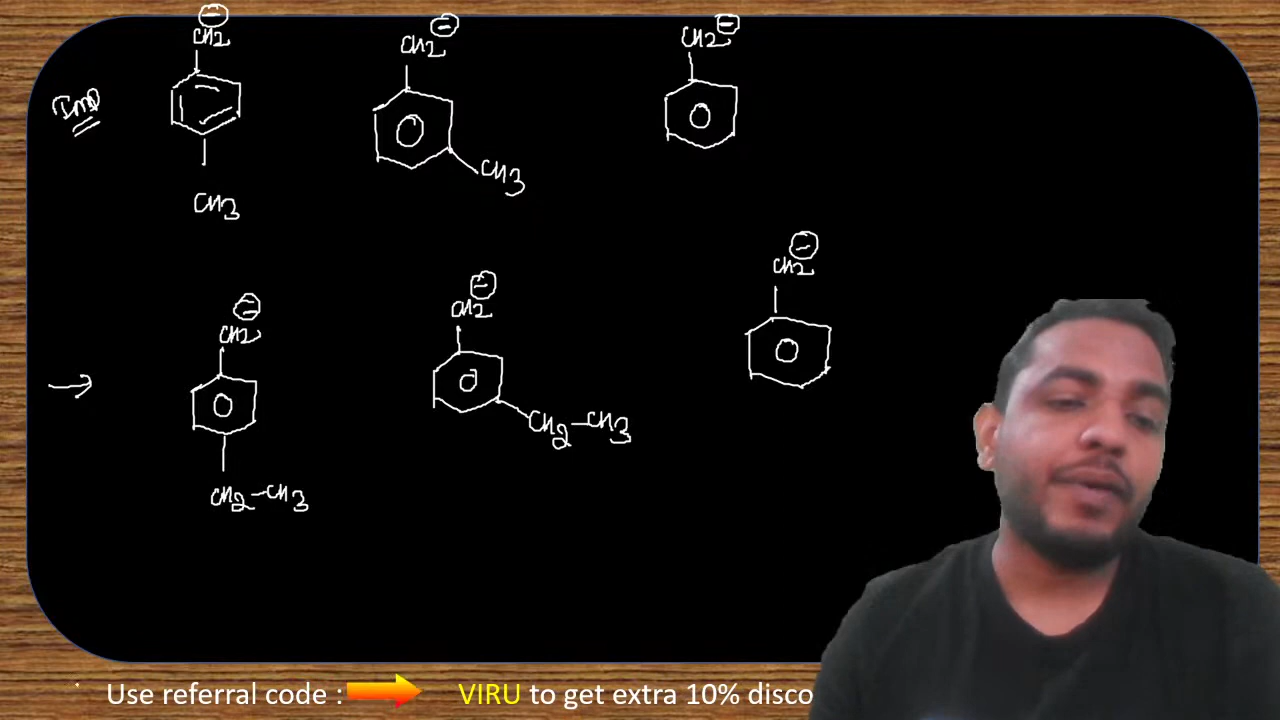 CH2 ⊖
CH2 ⊖
CH2 ⊖
Imp
CH3
CH3
CH2 ⊖
CH2 ⊖
CH2 ⊖
→
CH2-CH3
CH2-CH3
Use referral code : VIRU to get extra 10% disco